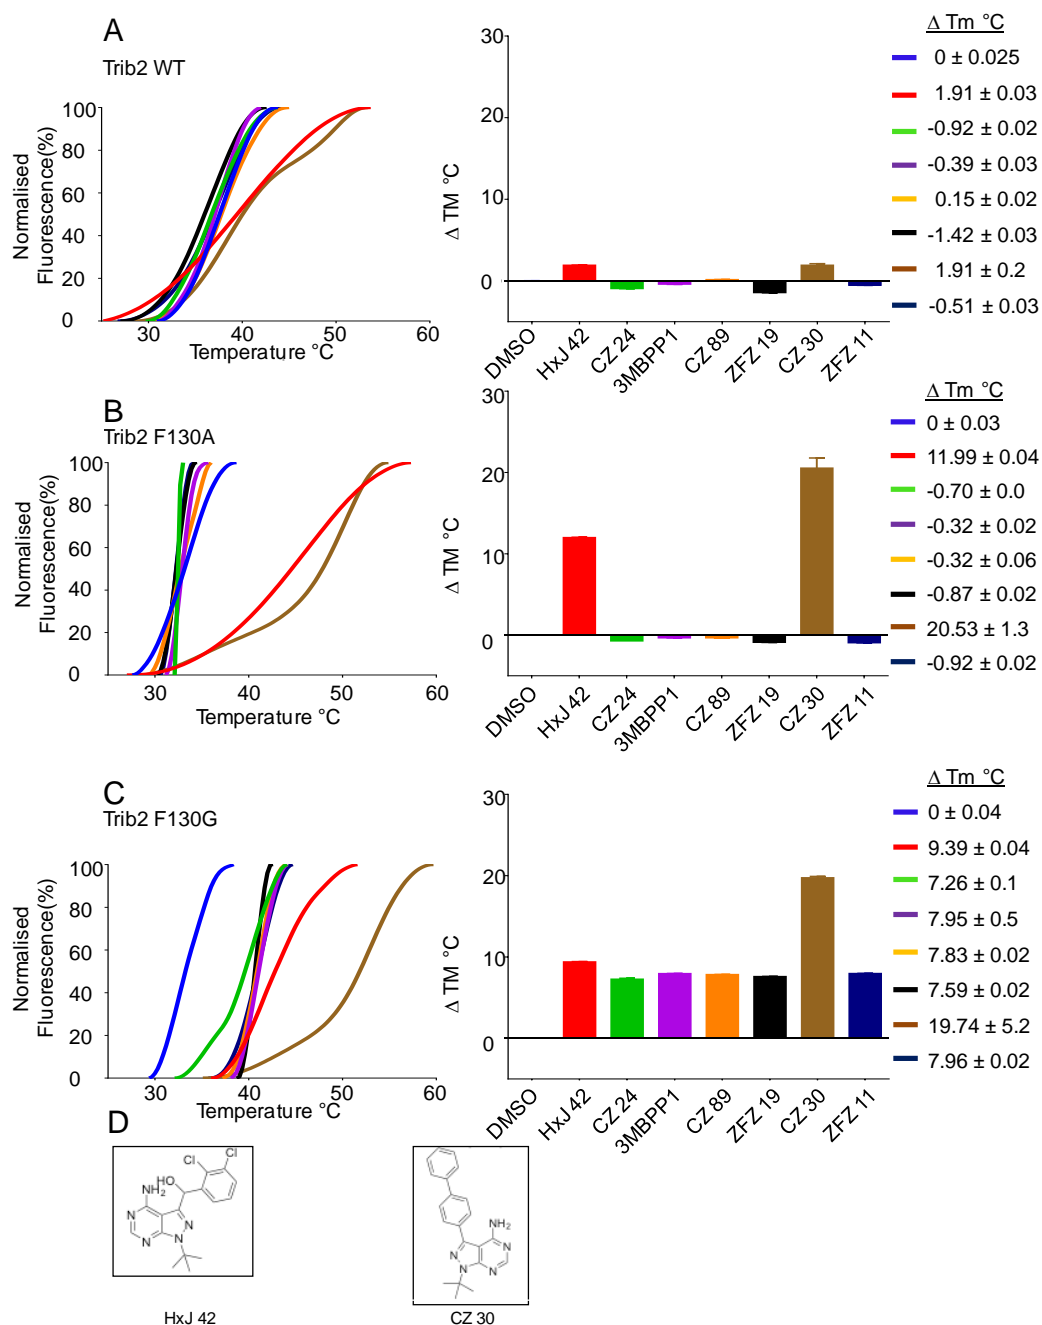 A
Trib2 WT
Normalised
Fluorescence(%)
100
80
60
40
20
0
30 40 50 60
Temperature °C
Δ TM °C
30
20
10
0
DMSO
HxJ 42
CZ 24
3MBPP1
CZ 89
ZFZ 19
CZ 30
ZFZ 11
Δ Tm °C
0 ± 0.025
1.91 ± 0.03
-0.92 ± 0.02
-0.39 ± 0.03
0.15 ± 0.02
-1.42 ± 0.03
1.91 ± 0.2
-0.51 ± 0.03
B
Trib2 F130A
Normalised
Fluorescence(%)
100
80
60
40
20
0
30 40 50 60
Temperature °C
Δ TM °C
30
20
10
0
DMSO
HxJ 42
CZ 24
3MBPP1
CZ 89
ZFZ 19
CZ 30
ZFZ 11
Δ Tm °C
0 ± 0.03
11.99 ± 0.04
-0.70 ± 0.0
-0.32 ± 0.02
-0.32 ± 0.06
-0.87 ± 0.02
20.53 ± 1.3
-0.92 ± 0.02
C
Trib2 F130G
Normalised
Fluorescence(%)
100
80
60
40
20
0
30 40 50 60
Temperature °C
Δ TM °C
30
20
10
0
DMSO
HxJ 42
CZ 24
3MBPP1
CZ 89
ZFZ 19
CZ 30
ZFZ 11
Δ Tm °C
0 ± 0.04
9.39 ± 0.04
7.26 ± 0.1
7.95 ± 0.5
7.83 ± 0.02
7.59 ± 0.02
19.74 ± 5.2
7.96 ± 0.02
D
Cl
Cl
HO
NH2
N
N
N
N
HxJ 42
NH2
N
N
N
N
CZ 30